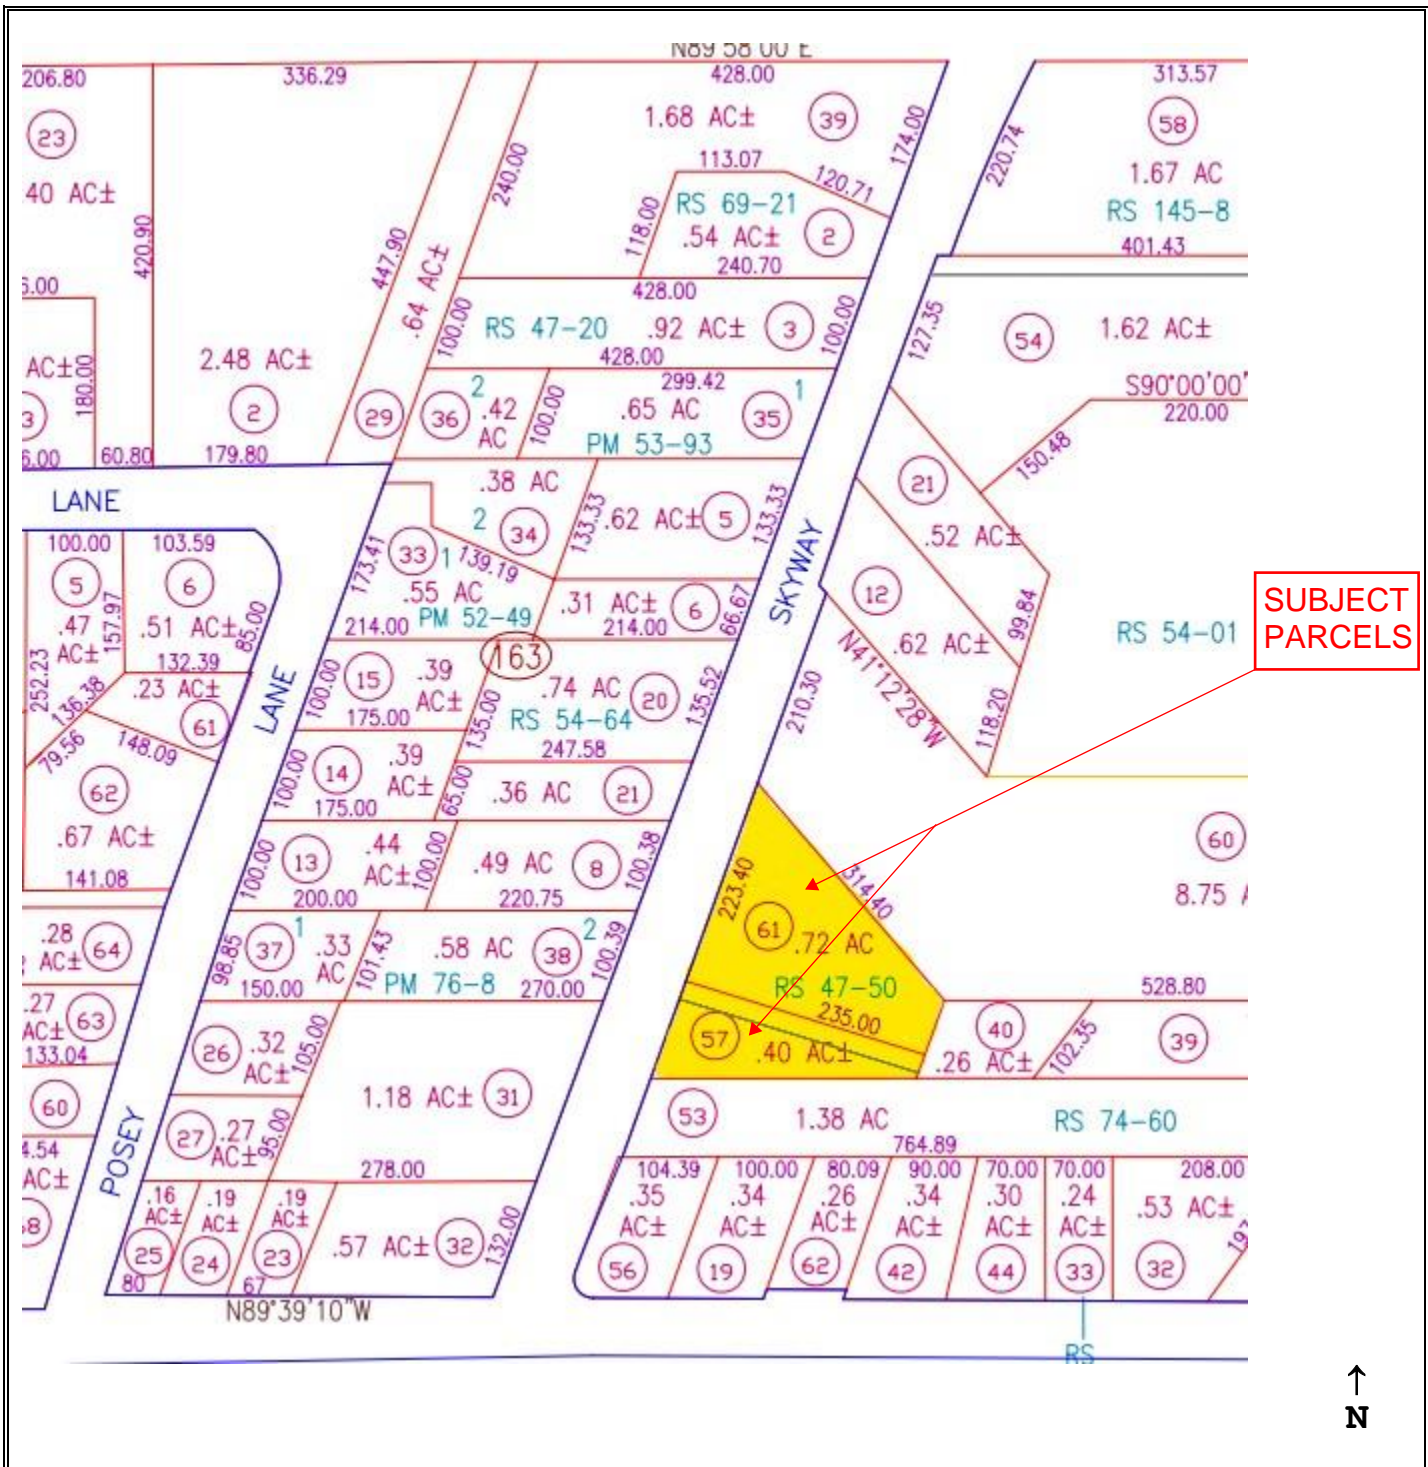 N89 58 00 E
206.80
336.29
428.00
313.57
23
40 AC±
420.90
447.90
240.00
1.68 AC±
39
174.00
113.07
120.71
118.00
RS 69-21
.54 AC±
2
240.70
220.74
58
1.67 AC
RS 145-8
401.43
.64 AC±
428.00
100.00
RS 47-20
.92 AC±
3
100.00
428.00
127.35
54
1.62 AC±
S90°00'00"
220.00
150.48
AC±
180.00
3
60.80
2.48 AC±
2
179.80
29
36
2
.42
AC
100.00
299.42
.65 AC
35
1
PM 53-93
LANE
.38 AC
2
34
133.33
.62 AC±
5
133.33
SKYWAY
21
.52 AC±
100.00
103.59
5
6
.47
AC±
157.97
.51 AC±
85.00
252.23
132.39
.23 AC±
61
136.38
79.56
148.09
62
.67 AC±
141.08
LANE
173.41
33
1
139.19
.55 AC
PM 52-49
214.00
.31 AC±
6
66.67
214.00
163
12
.62 AC±
99.84
118.20
N41°12'28"W
RS 54-01
SUBJECT
PARCELS
15
.39
AC±
100.00
175.00
135.00
.74 AC
20
RS 54-64
135.52
247.58
210.30
14
.39
AC±
100.00
175.00
65.00
.36 AC
21
13
.44
AC±
100.00
200.00
100.00
.49 AC
8
100.38
220.75
223.40
314.40
60
8.75
61
.72 AC
RS 47-50
235.00
57
.40 AC±
528.80
40
.26 AC±
102.35
39
.28
AC±
64
.27
AC±
63
133.04
60
AC±
37
1
.33
AC
98.85
150.00
101.43
.58 AC
38
2
100.39
PM 76-8
270.00
26
.32
AC±
105.00
1.18 AC±
31
27
.27
AC±
95.00
278.00
POSEY
.16
AC±
25
80
.19
AC±
24
.19
AC±
23
67
.57 AC±
32
132.00
N89°39'10"W
53
1.38 AC
RS 74-60
764.89
104.39
100.00
80.09
90.00
70.00
70.00
208.00
.35
AC±
56
.34
AC±
19
.26
AC±
62
.34
AC±
42
.30
AC±
44
.24
AC±
33
.53 AC±
32
RS
↑
N